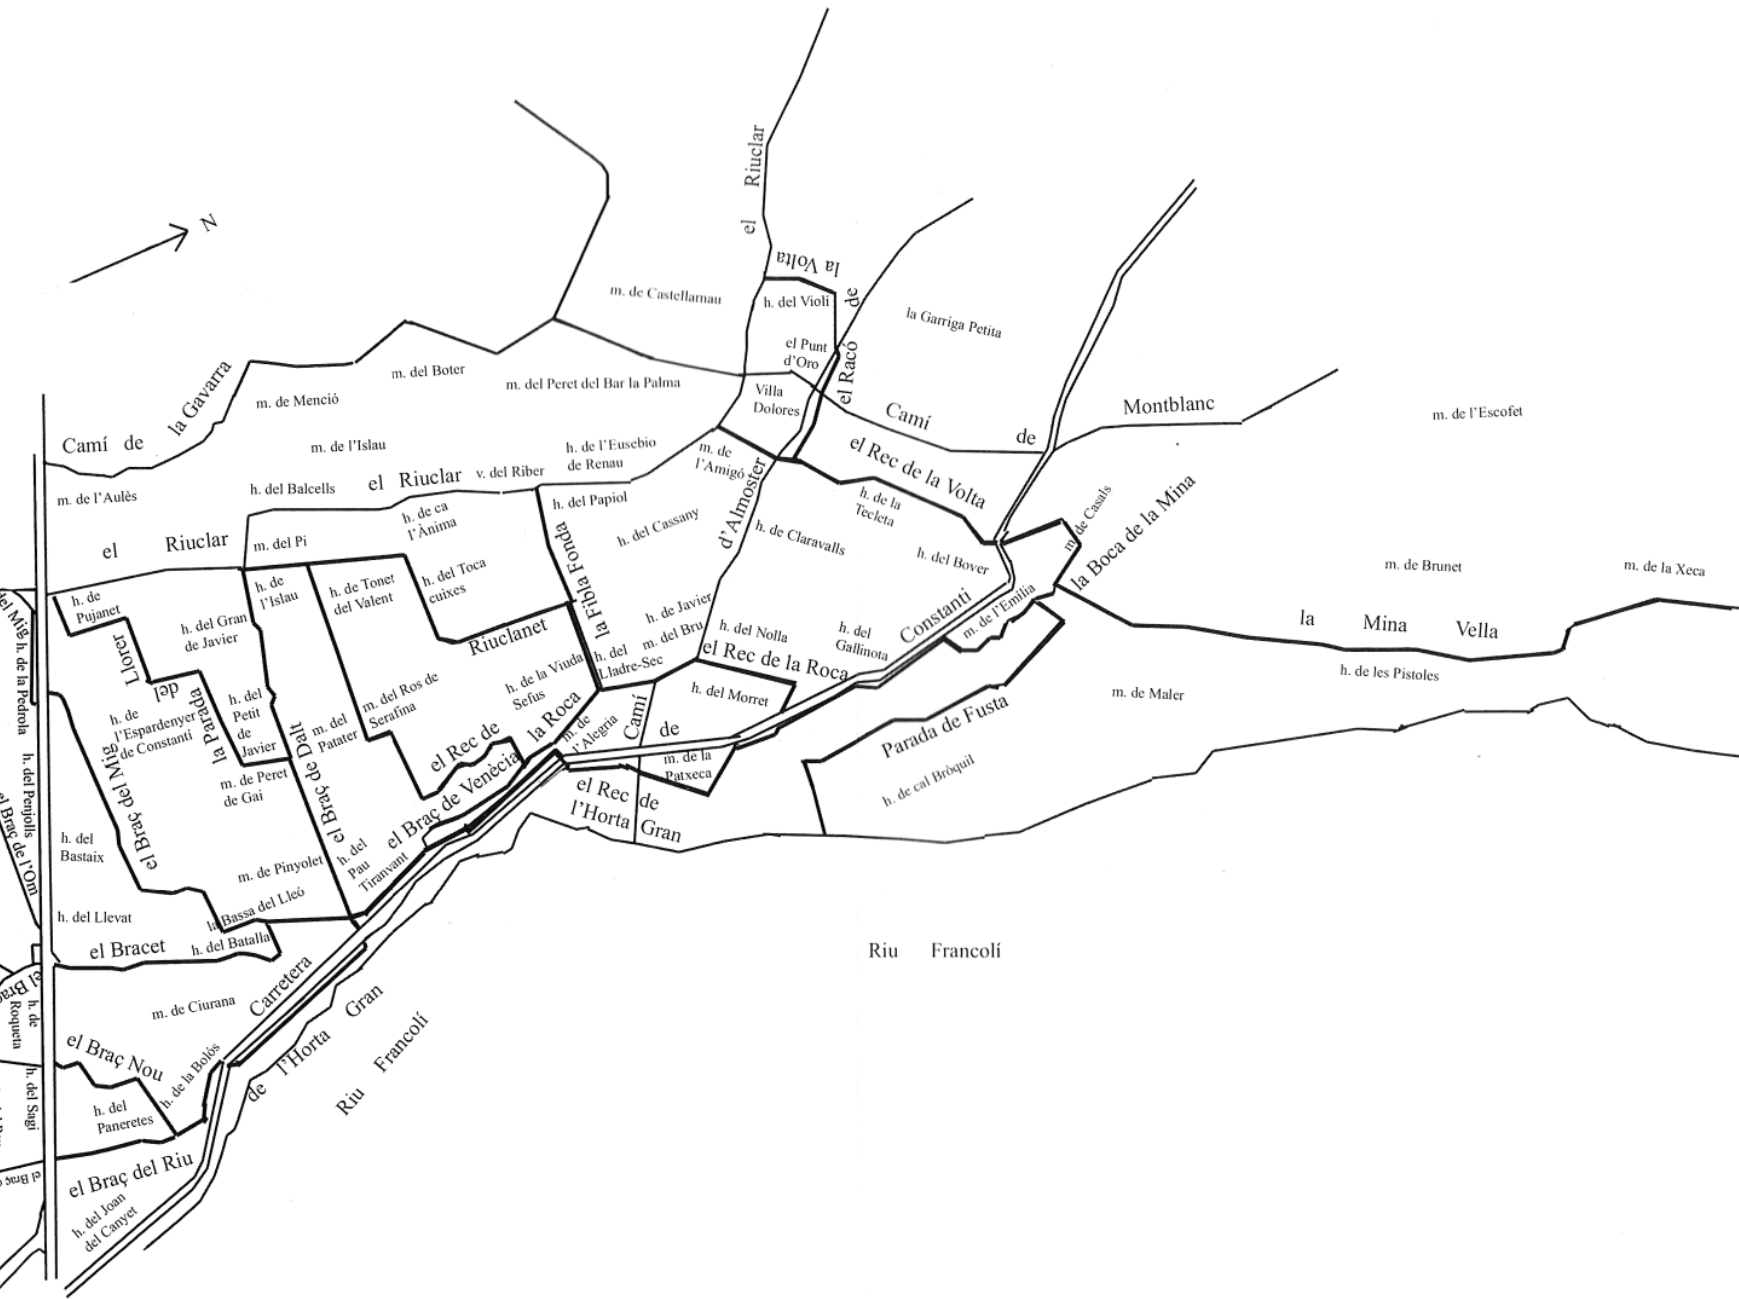 N
el Riuclar
la Volta
m. de Castellarnau
h. del Violí
el Racó de
la Garriga Petita
el Punt
d'Oro
Camí de la Gavarra
m. del Boter
m. de Menció
m. del Peret del Bar la Palma
Villa
Dolores
Camí de Montblanc
m. de l'Escofet
m. de l'Islau
h. de l'Eusebio
de Renau
m. de
l'Amigó
el Rec de la Volta
m. de l'Aulès
h. del Balcells
el Riuclar
v. del Riber
h. del Papiol
h. de la
Tecleta
m. de Casals
la Boca de la Mina
el Riuclar
m. del Pi
h. de ca
l'Ànima
h. del Cassany
d'Almoster
h. de Claravalls
h. del Bover
m. de Brunet
m. de la Xeca
h. de
Pujanet
h. de
l'Islau
h. de Tonet
del Valent
h. del Toca
cuixes
la Fibla Fonda
h. de Javier
m. del Bru
h. del Nolla
h. del
Gallinota
Constantí
m. de l'Emília
la Mina Vella
h. de les Pistoles
h. del Gran
de Javier
Riuclanet
h. del
Lladre-Sec
el Rec de la Roca
m. de Maler
Llorer
del
h. de la Viuda
Sefus
h. del Morret
h. de
l'Espardenyer
de Constantí
la Parada
h. del
Petit
de
Javier
m. del
Patater
m. del Ros de
Serafina
el Rec de
la Roca
m. de
l'Alegria
Camí
de
Parada de Fusta
el Braç del Mig
m. de Peret
de Gai
el Braç de Dalt
el Braç de Venècia
m. de la
Patxeca
h. de cal Bròquil
el Rec de
l'Horta Gran
h. del
Bastaix
m. de Pinyolet
h. del
Pau
Tiranvant
h. del Llevat
la Bassa del Lleó
el Bracet
h. del Batalla
Riu Francolí
m. de Ciurana
Carretera
de l'Horta Gran
Riu Francolí
el Braç Nou
h. de la Bolós
h. del
Paneretes
el Braç del Riu
h. del Joan
del Canyet
del Mig
h. de la Pedrola
h. del Penjolls
el Braç de l'Om
el Braç
h. de
Roqueta
h. del Sagi
el Braç